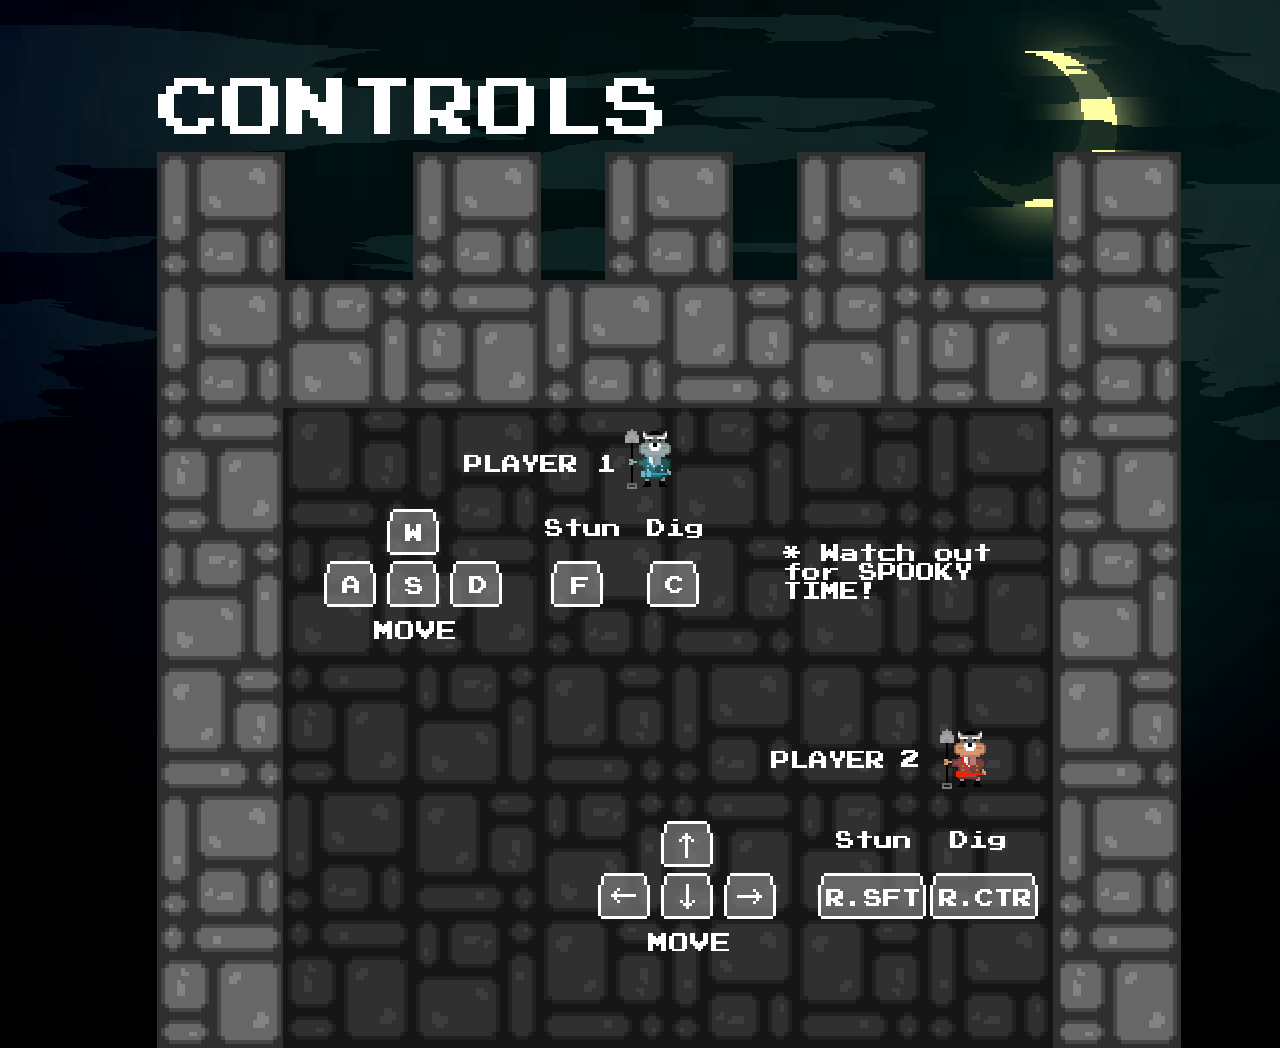 CONTROLS
PLAYER 1
W
Stun Dig
A S D F C
MOVE
* Watch out
for SPOOKY
TIME!
PLAYER 2
↑
Stun Dig
← ↓ → R.SFT R.CTR
MOVE